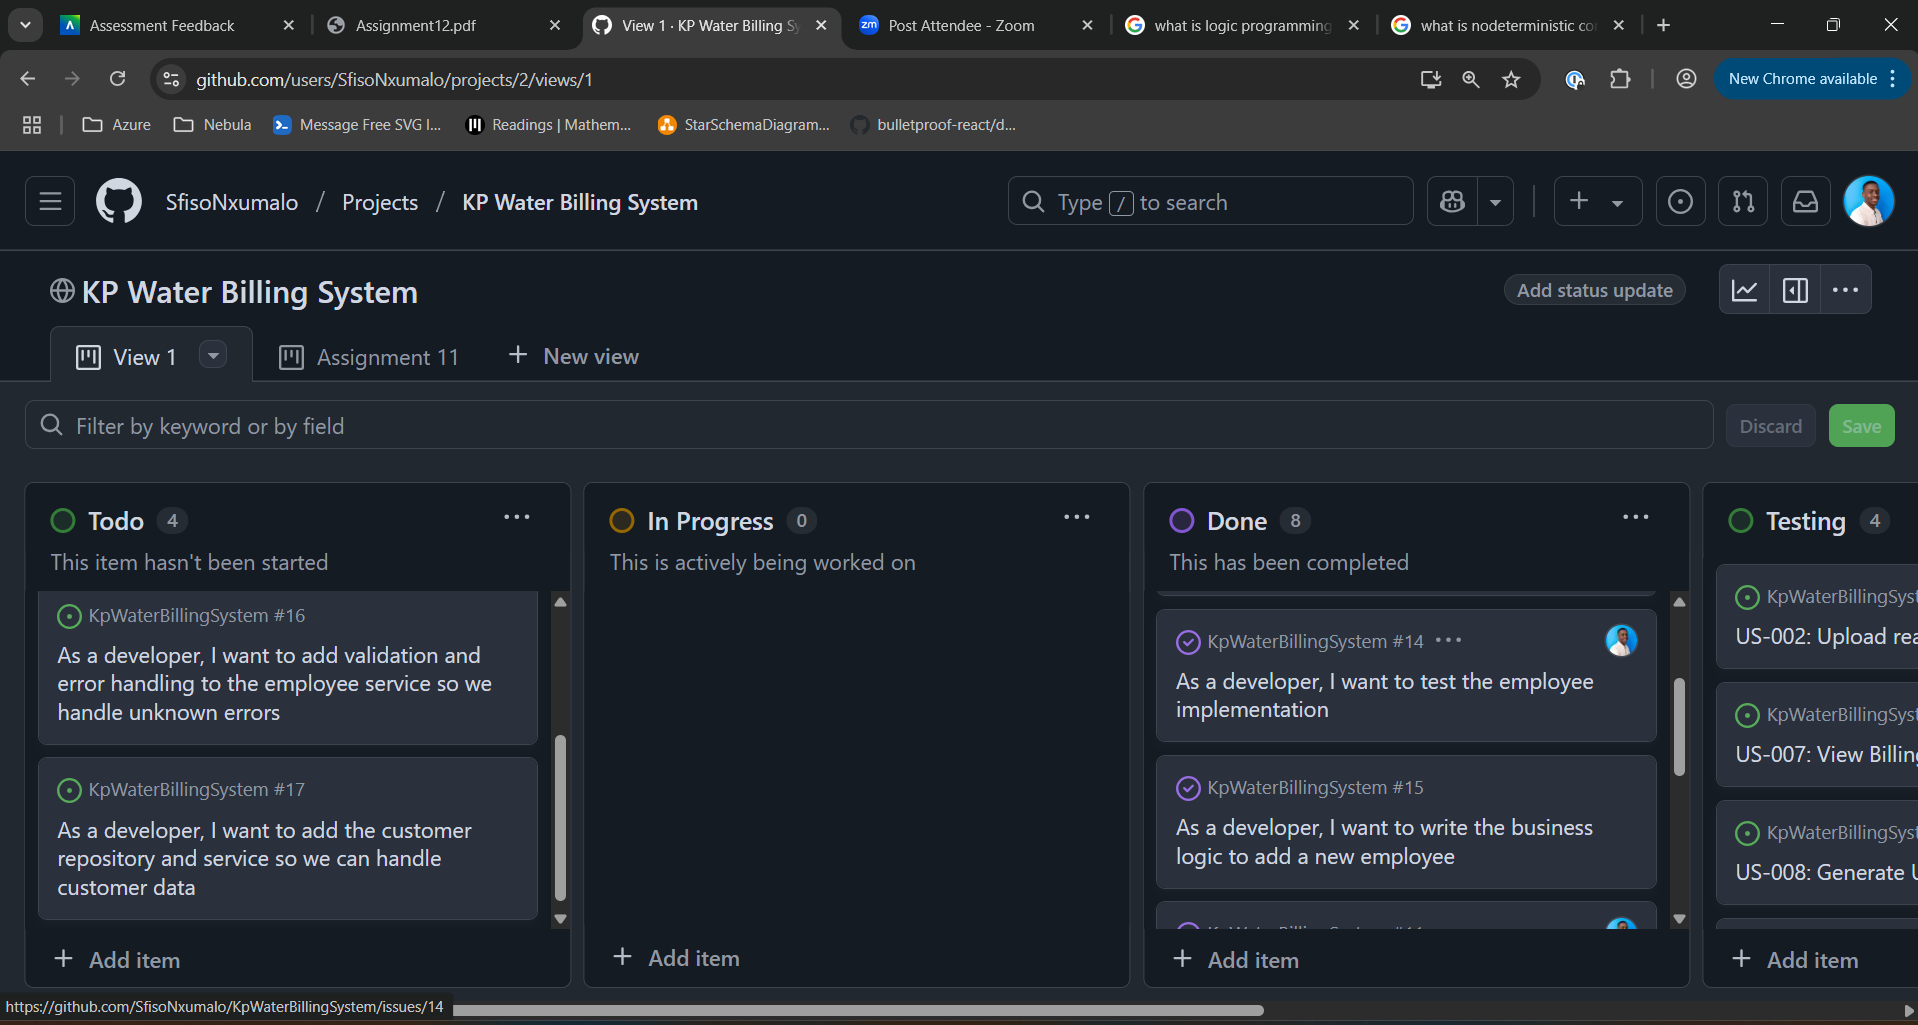 Assessment Feedback
Assignment12.pdf
View 1 · KP Water Billing Sy
zm Post Attendee - Zoom
what is logic programming
what is nodeterministic co
github.com/users/SfisoNxumalo/projects/2/views/1
New Chrome available
Azure
Nebula
Message Free SVG I...
Readings | Mathem...
StarSchemaDiagram...
bulletproof-react/d...
SfisoNxumalo / Projects / KP Water Billing System
Type / to search
KP Water Billing System
Add status update
View 1
Assignment 11
+ New view
Filter by keyword or by field
Discard
Save
Todo 4
This item hasn't been started
KpWaterBillingSystem #16
As a developer, I want to add validation and
error handling to the employee service so we
handle unknown errors
KpWaterBillingSystem #17
As a developer, I want to add the customer
repository and service so we can handle
customer data
+ Add item
In Progress 0
This is actively being worked on
+ Add item
Done 8
This has been completed
KpWaterBillingSystem #14
As a developer, I want to test the employee
implementation
KpWaterBillingSystem #15
As a developer, I want to write the business
logic to add a new employee
+ Add item
Testing 4
KpWaterBillingSyst
US-002: Upload rea
KpWaterBillingSyst
US-007: View Billing
KpWaterBillingSyst
US-008: Generate U
+ Add item
https://github.com/SfisoNxumalo/KpWaterBillingSystem/issues/14